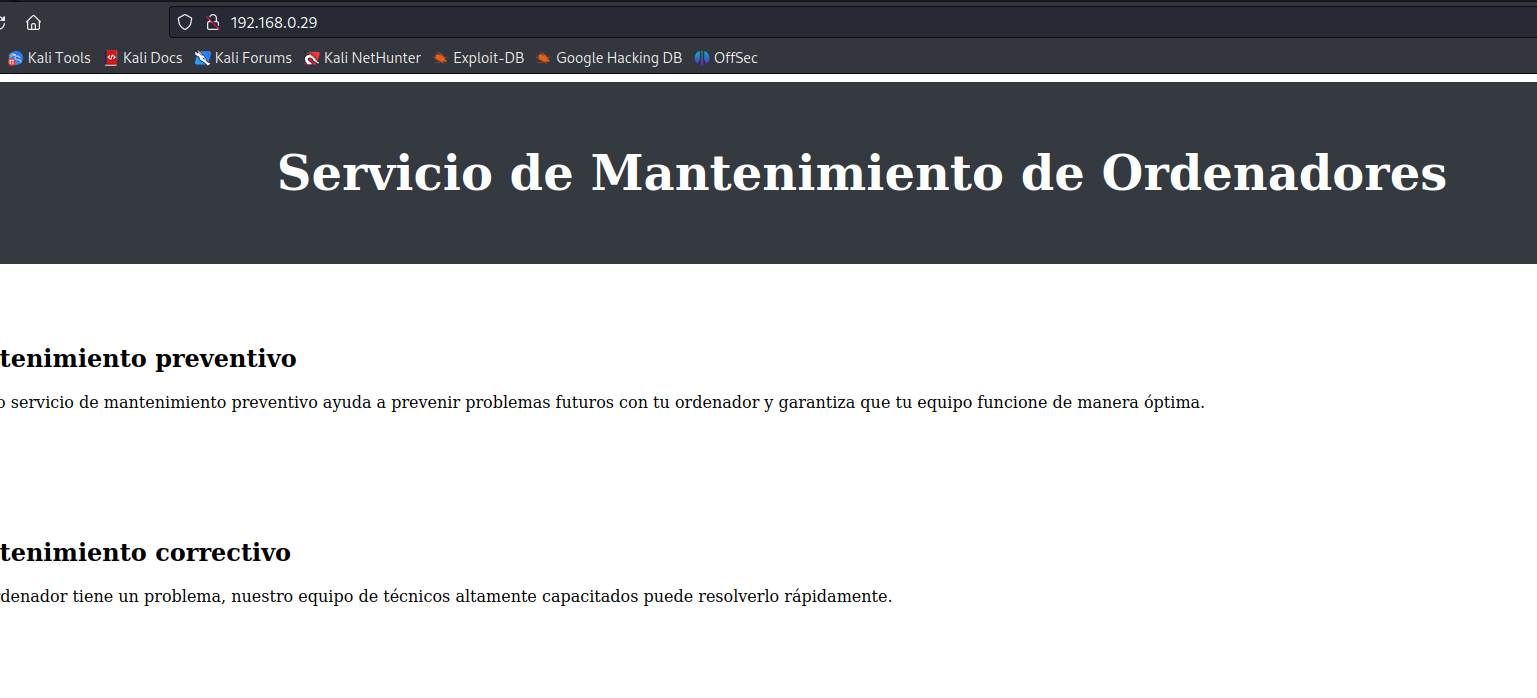 192.168.0.29
Kali Tools Kali Docs Kali Forums Kali NetHunter Exploit-DB Google Hacking DB OffSec
Servicio de Mantenimiento de Ordenadores
tenimiento preventivo
o servicio de mantenimiento preventivo ayuda a prevenir problemas futuros con tu ordenador y garantiza que tu equipo funcione de manera óptima.
tenimiento correctivo
rdenador tiene un problema, nuestro equipo de técnicos altamente capacitados puede resolverlo rápidamente.